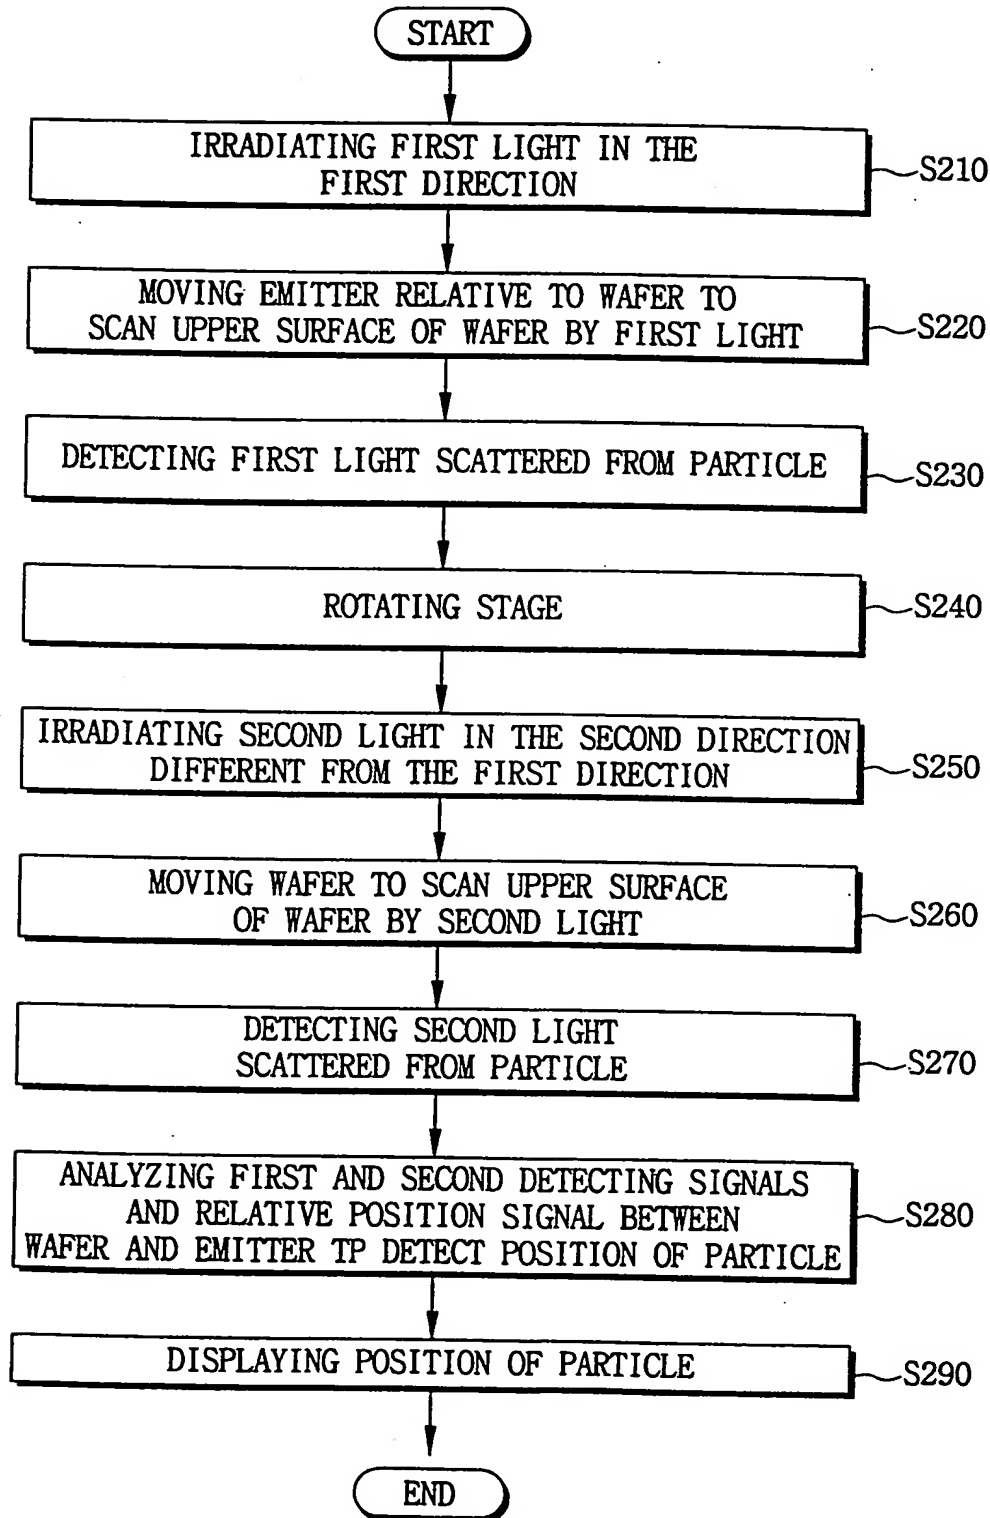 START
IRRADIATING FIRST LIGHT IN THE
FIRST DIRECTION
S210
MOVING EMITTER RELATIVE TO WAFER TO
SCAN UPPER SURFACE OF WAFER BY FIRST LIGHT
S220
DETECTING FIRST LIGHT SCATTERED FROM PARTICLE
S230
ROTATING STAGE
S240
IRRADIATING SECOND LIGHT IN THE SECOND DIRECTION
DIFFERENT FROM THE FIRST DIRECTION
S250
MOVING WAFER TO SCAN UPPER SURFACE
OF WAFER BY SECOND LIGHT
S260
DETECTING SECOND LIGHT
SCATTERED FROM PARTICLE
S270
ANALYZING FIRST AND SECOND DETECTING SIGNALS
AND RELATIVE POSITION SIGNAL BETWEEN
WAFER AND EMITTER TP DETECT POSITION OF PARTICLE
S280
DISPLAYING POSITION OF PARTICLE
S290
END